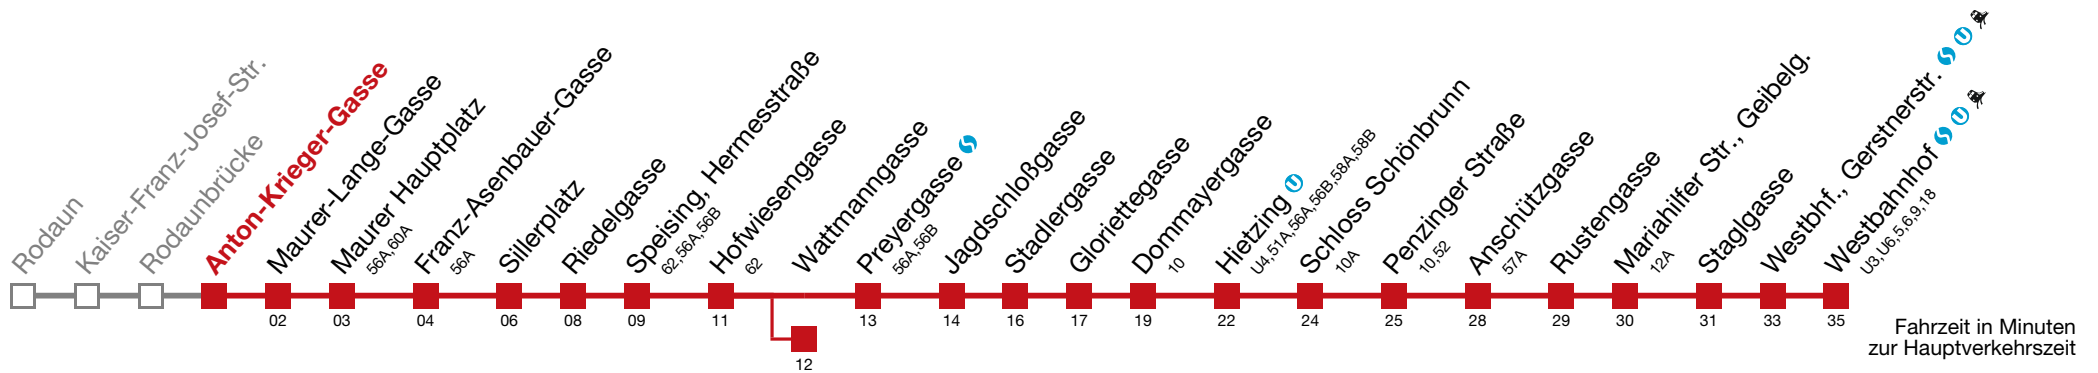 Rodaun
Kaiser-Franz-Josef-Str.
Rodaunbrücke
Anton-Krieger-Gasse
Maurer-Lange-Gasse
02
Maurer Hauptplatz
56A,60A
03
Franz-Asenbauer-Gasse
56A
04
Sillerplatz
06
Riedelgasse
08
Speising, Hermesstraße
62,56A,56B
09
Hofwiesengasse
62
11
Wattmanngasse
12
Preyergasse
56A,56B
13
Jagdschloßgasse
14
Stadlergasse
16
Gloriettegasse
17
Dommayergasse
10
19
Hietzing U
U4,51A,56A,56B,58A,58B
22
Schloss Schönbrunn
10A
24
Penzinger Straße
10,52
25
Anschützgasse
57A
28
Rustengasse
29
Mariahilfer Str., Geibelg.
12A
30
Staglgasse
31
Westbhf., Gerstnerstr. S U
33
Westbahnhof S U
U3,U6,5,6,9,18
35
Fahrzeit in Minuten
zur Hauptverkehrszeit